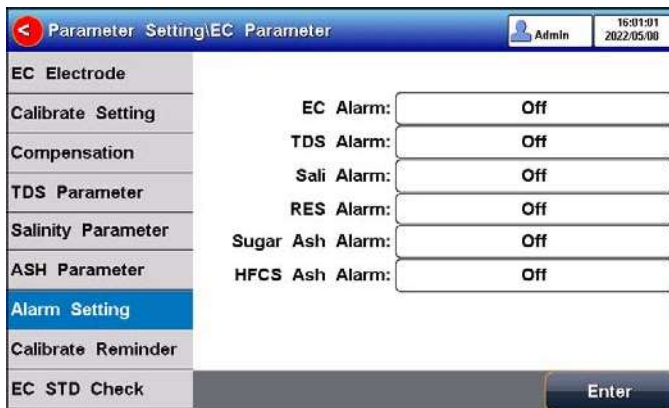 < Parameter Setting\EC Parameter Admin 16:01:01
2022/05/08
EC Electrode
Calibrate Setting
Compensation
TDS Parameter
Salinity Parameter
ASH Parameter
Alarm Setting
Calibrate Reminder
EC STD Check
EC Alarm: Off
TDS Alarm: Off
Sali Alarm: Off
RES Alarm: Off
Sugar Ash Alarm: Off
HFCS Ash Alarm: Off
Enter